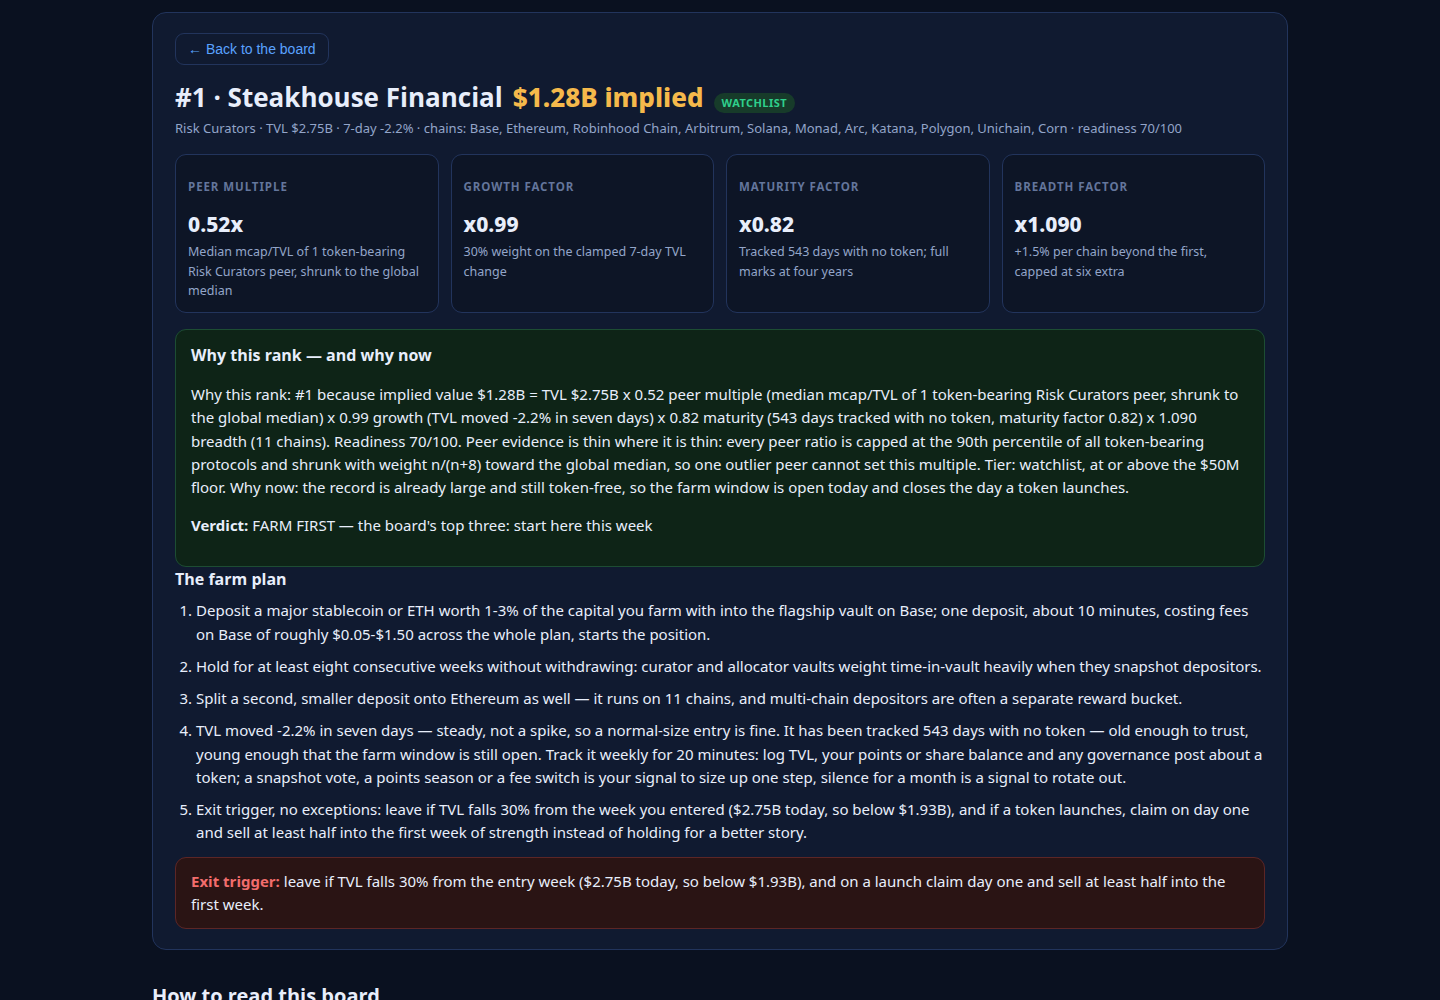 ← Back to the board
#1 · Steakhouse Financial $1.28B implied WATCHLIST
Risk Curators · TVL $2.75B · 7-day -2.2% · chains: Base, Ethereum, Robinhood Chain, Arbitrum, Solana, Monad, Arc, Katana, Polygon, Unichain, Corn · readiness 70/100
PEER MULTIPLE
0.52x
Median mcap/TVL of 1 token-bearing
Risk Curators peer, shrunk to the global
median
GROWTH FACTOR
x0.99
30% weight on the clamped 7-day TVL
change
MATURITY FACTOR
x0.82
Tracked 543 days with no token; full
marks at four years
BREADTH FACTOR
x1.090
+1.5% per chain beyond the first,
capped at six extra
Why this rank — and why now
Why this rank: #1 because implied value $1.28B = TVL $2.75B x 0.52 peer multiple (median mcap/TVL of 1 token-bearing Risk Curators peer, shrunk to
the global median) x 0.99 growth (TVL moved -2.2% in seven days) x 0.82 maturity (543 days tracked with no token, maturity factor 0.82) x 1.090
breadth (11 chains). Readiness 70/100. Peer evidence is thin where it is thin: every peer ratio is capped at the 90th percentile of all token-bearing
protocols and shrunk with weight n/(n+8) toward the global median, so one outlier peer cannot set this multiple. Tier: watchlist, at or above the $50M
floor. Why now: the record is already large and still token-free, so the farm window is open today and closes the day a token launches.
Verdict: FARM FIRST — the board's top three: start here this week
The farm plan
1. Deposit a major stablecoin or ETH worth 1-3% of the capital you farm with into the flagship vault on Base; one deposit, about 10 minutes, costing fees
on Base of roughly $0.05-$1.50 across the whole plan, starts the position.
2. Hold for at least eight consecutive weeks without withdrawing: curator and allocator vaults weight time-in-vault heavily when they snapshot depositors.
3. Split a second, smaller deposit onto Ethereum as well — it runs on 11 chains, and multi-chain depositors are often a separate reward bucket.
4. TVL moved -2.2% in seven days — steady, not a spike, so a normal-size entry is fine. It has been tracked 543 days with no token — old enough to trust,
young enough that the farm window is still open. Track it weekly for 20 minutes: log TVL, your points or share balance and any governance post about a
token; a snapshot vote, a points season or a fee switch is your signal to size up one step, silence for a month is a signal to rotate out.
5. Exit trigger, no exceptions: leave if TVL falls 30% from the week you entered ($2.75B today, so below $1.93B), and if a token launches, claim on day one
and sell at least half into the first week of strength instead of holding for a better story.
Exit trigger: leave if TVL falls 30% from the entry week ($2.75B today, so below $1.93B), and on a launch claim day one and sell at least half into the
first week.
How to read this board